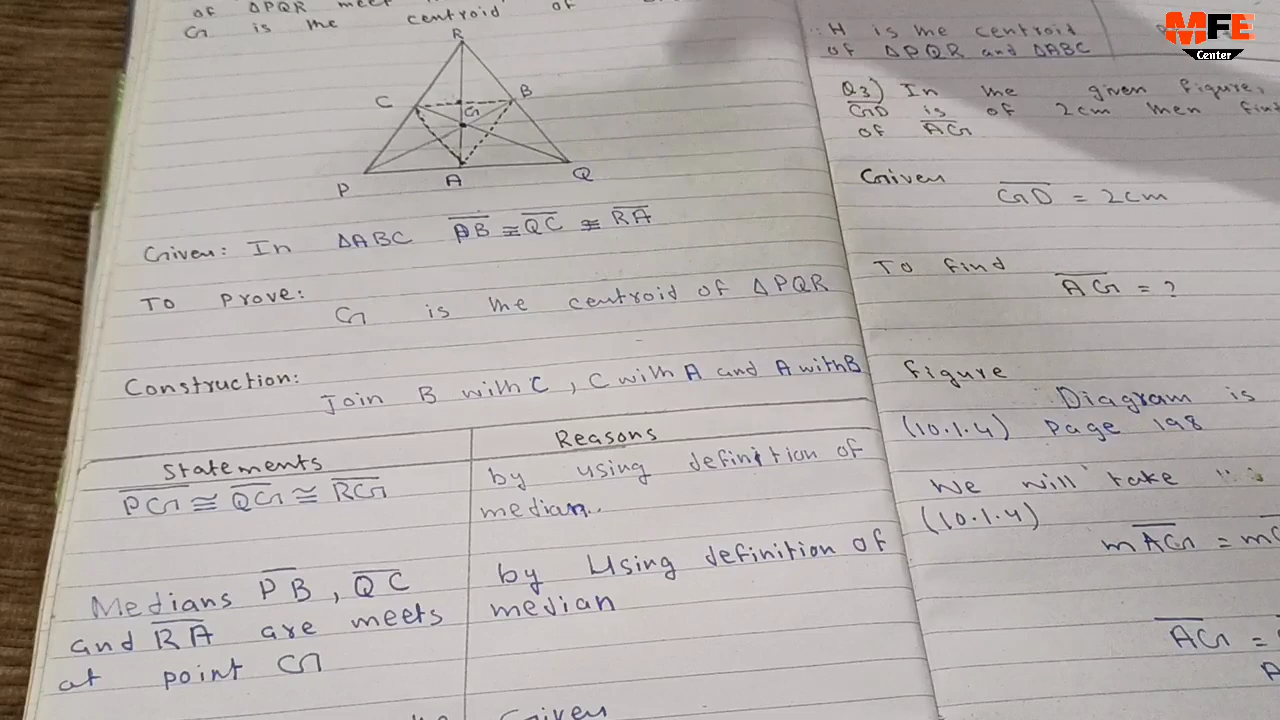 of ΔPQR meet
G is the centroid of
R
C
B
G
P
A
Q
Given: In ΔABC PB ≅ QC ≅ RA
To prove:
G is the centroid of ΔPQR
Construction:
Join B with C, C with A and A with B
Statements
Reasons
PG ≅ QG ≅ RG
by using definition of
median..
Medians PB, QC
and RA are meets
at point G
by Using definition of
median
Given
∴ H is the centroid
of ΔPQR and ΔABC
Q3) In the given figure,
GD is of 2cm then find
of AG
Given
GD = 2cm
To find
AG = ?
figure
Diagram is
(10.1.4) page 198
We will take
(10.1.4)
mAG = m
AG =
MFE
Center